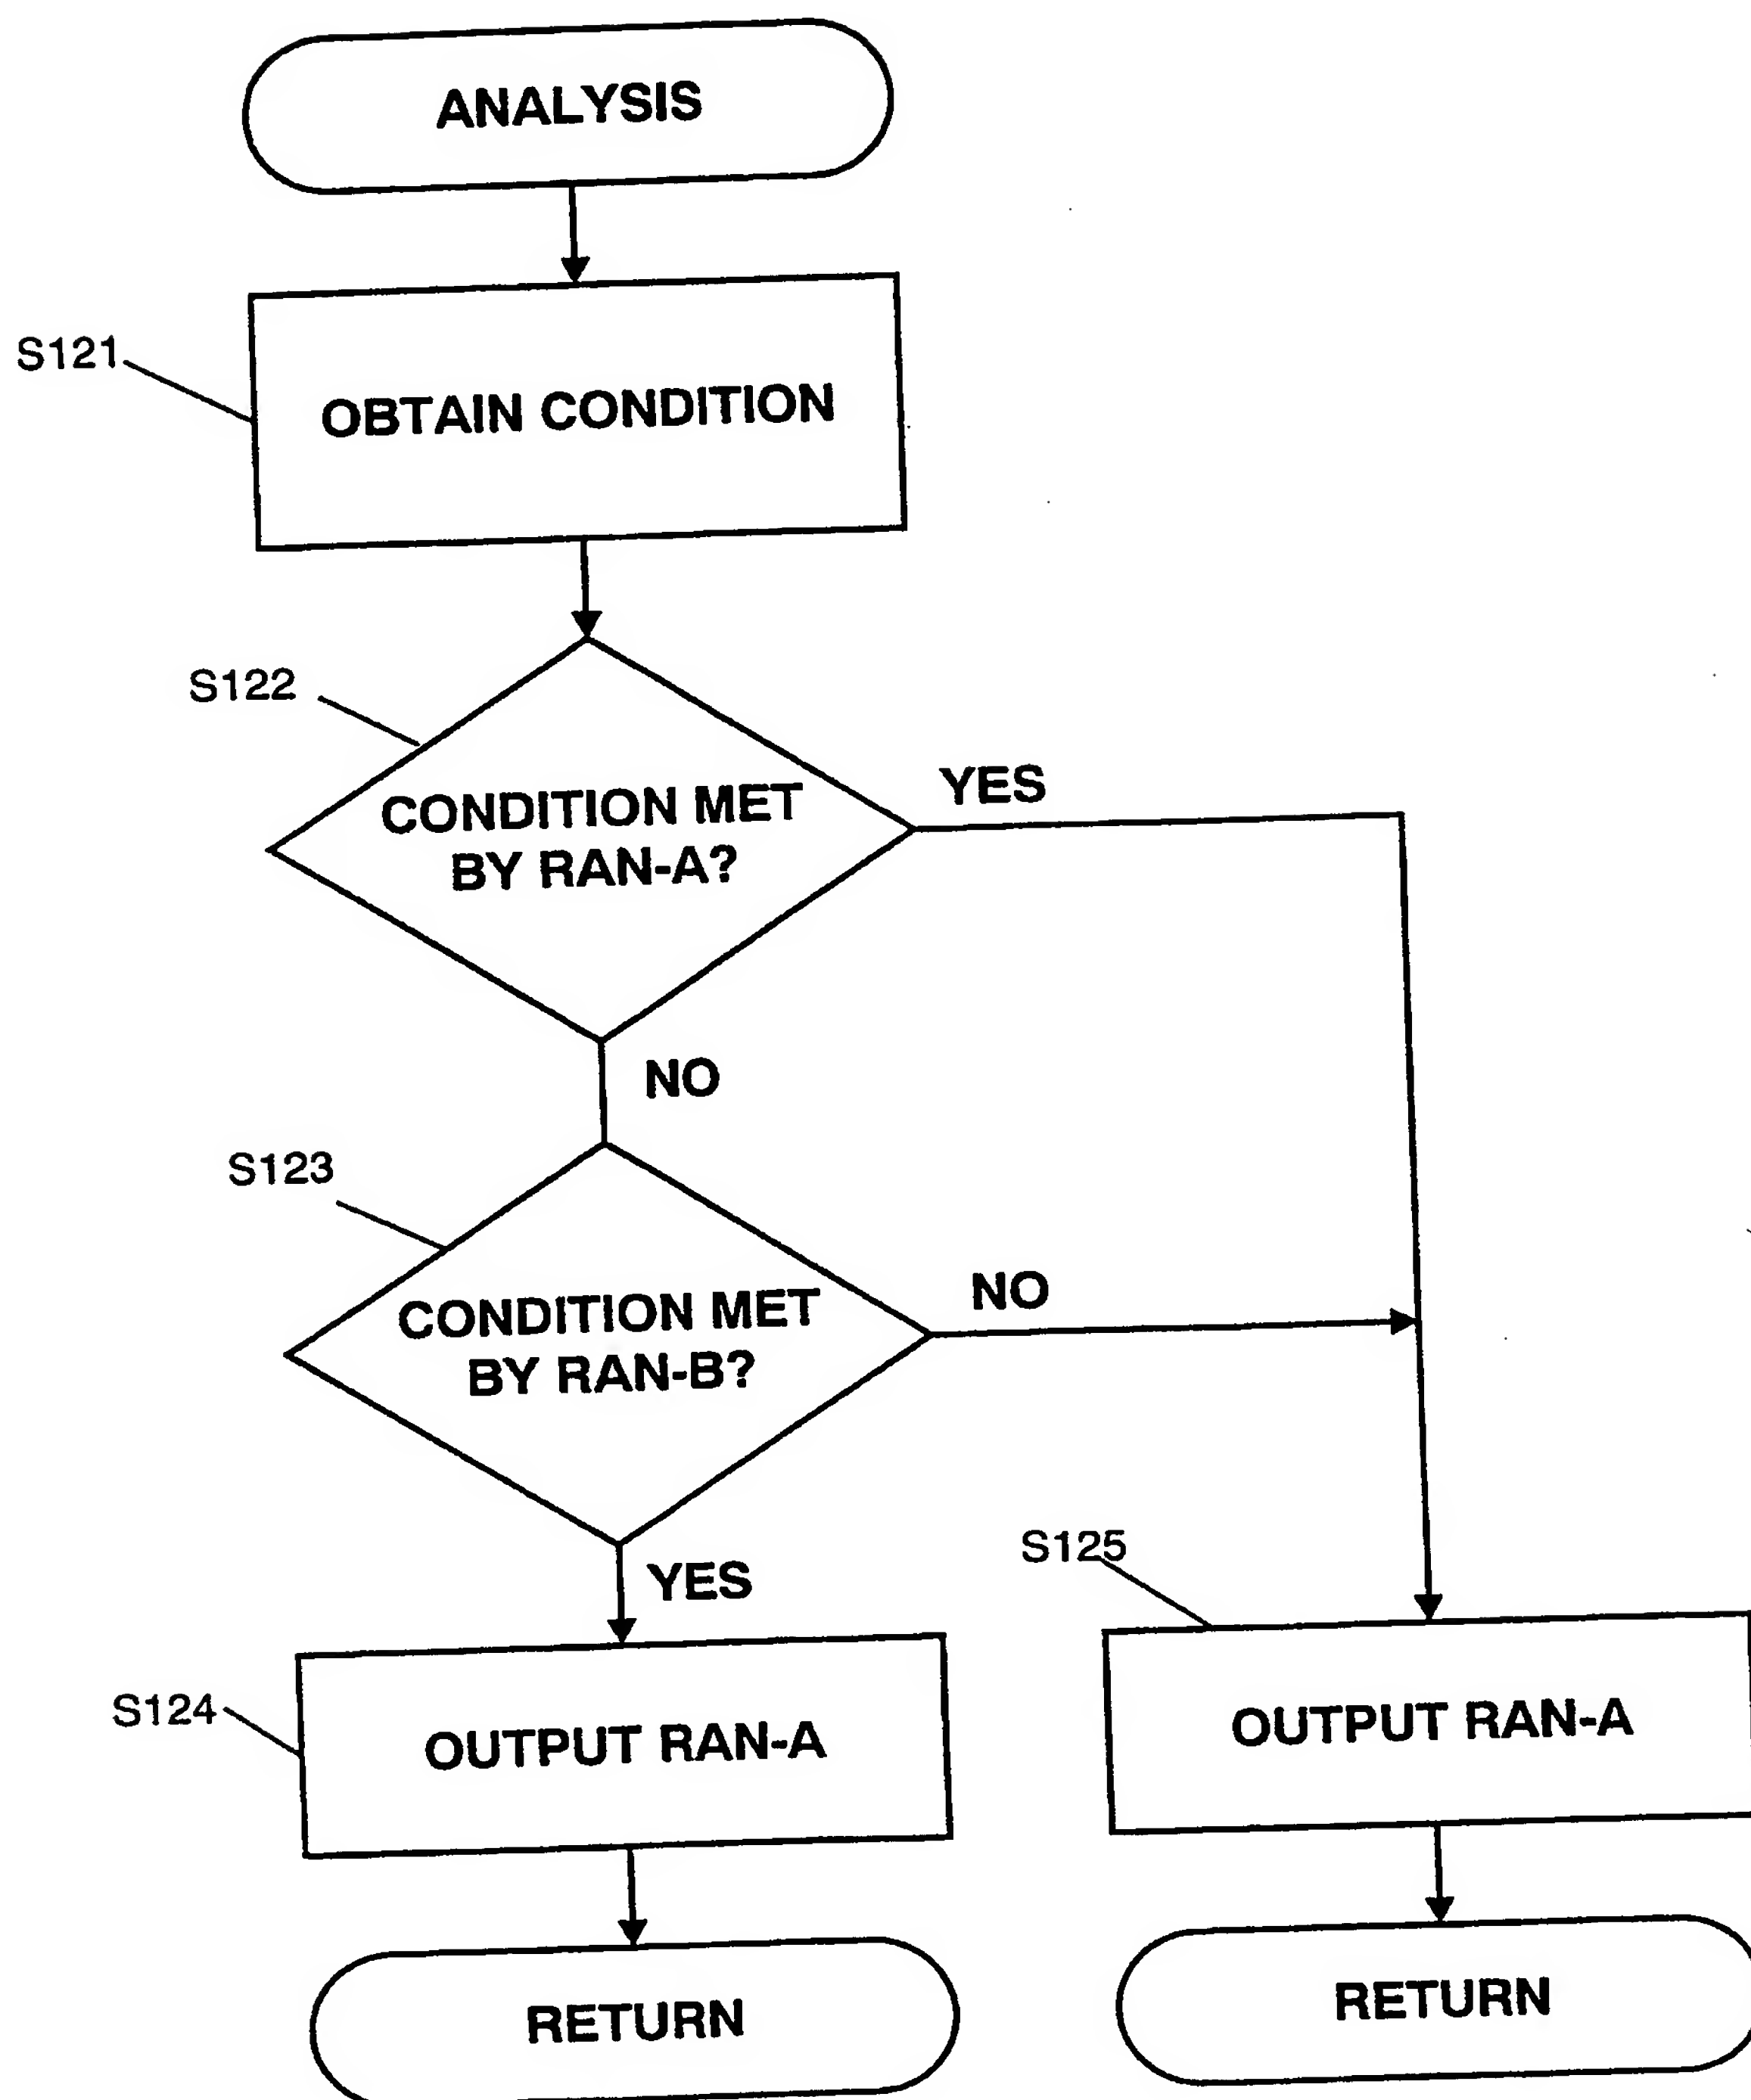 ANALYSIS
S121
OBTAIN CONDITION
S122
CONDITION MET
BY RAN-A?
YES
NO
S123
CONDITION MET
BY RAN-B?
NO
YES
S124
OUTPUT RAN-A
S125
OUTPUT RAN-A
RETURN
RETURN